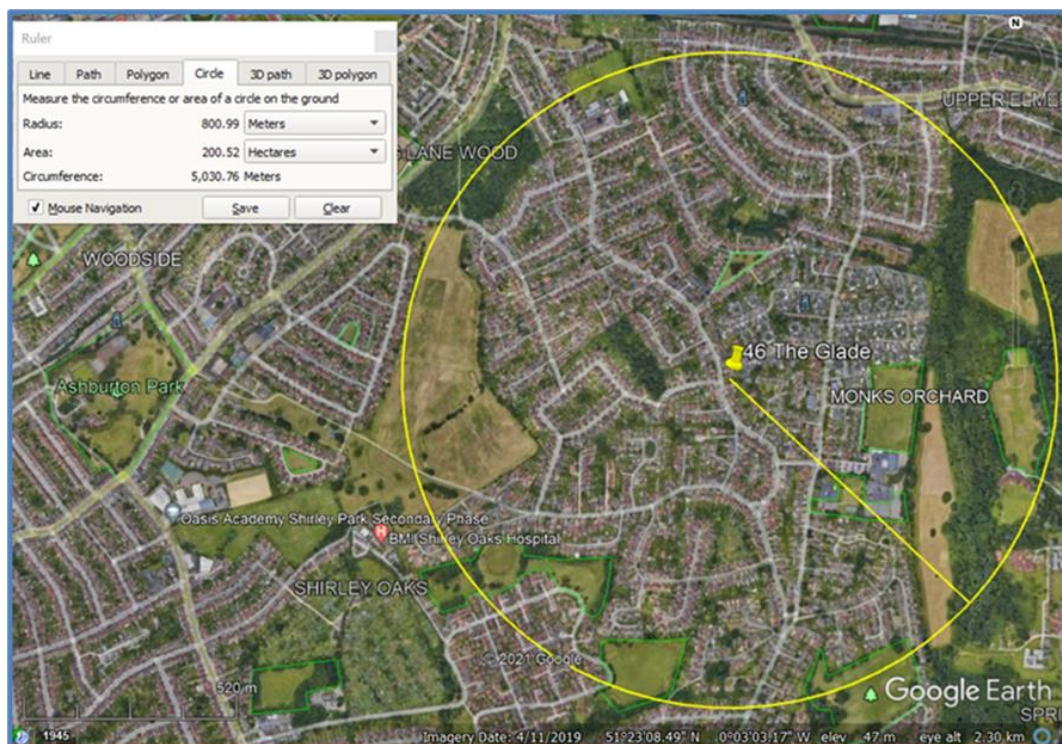 Ruler
Line Path Polygon Circle 3D path 3D polygon
Measure the circumference or area of a circle on the ground
Radius: 800.99 Meters
Area: 200.52 Hectares
Circumference: 5,030.76 Meters
Mouse Navigation Save Clear
N
UPPER ELME
LANE WOOD
WOODSIDE
46 The Glade
Ashburton Park
MONKS ORCHARD
Oasis Academy Shirley Park Secondary Phase
H
BMI Shirley Oaks Hospital
SHIRLEY OAKS
© 2021 Google
520 m
Google Earth
SPRI
1945
Imagery Date: 4/11/2019 51°23'08.49" N 0°03'03.17" W elev 47 m eye alt 2.30 km